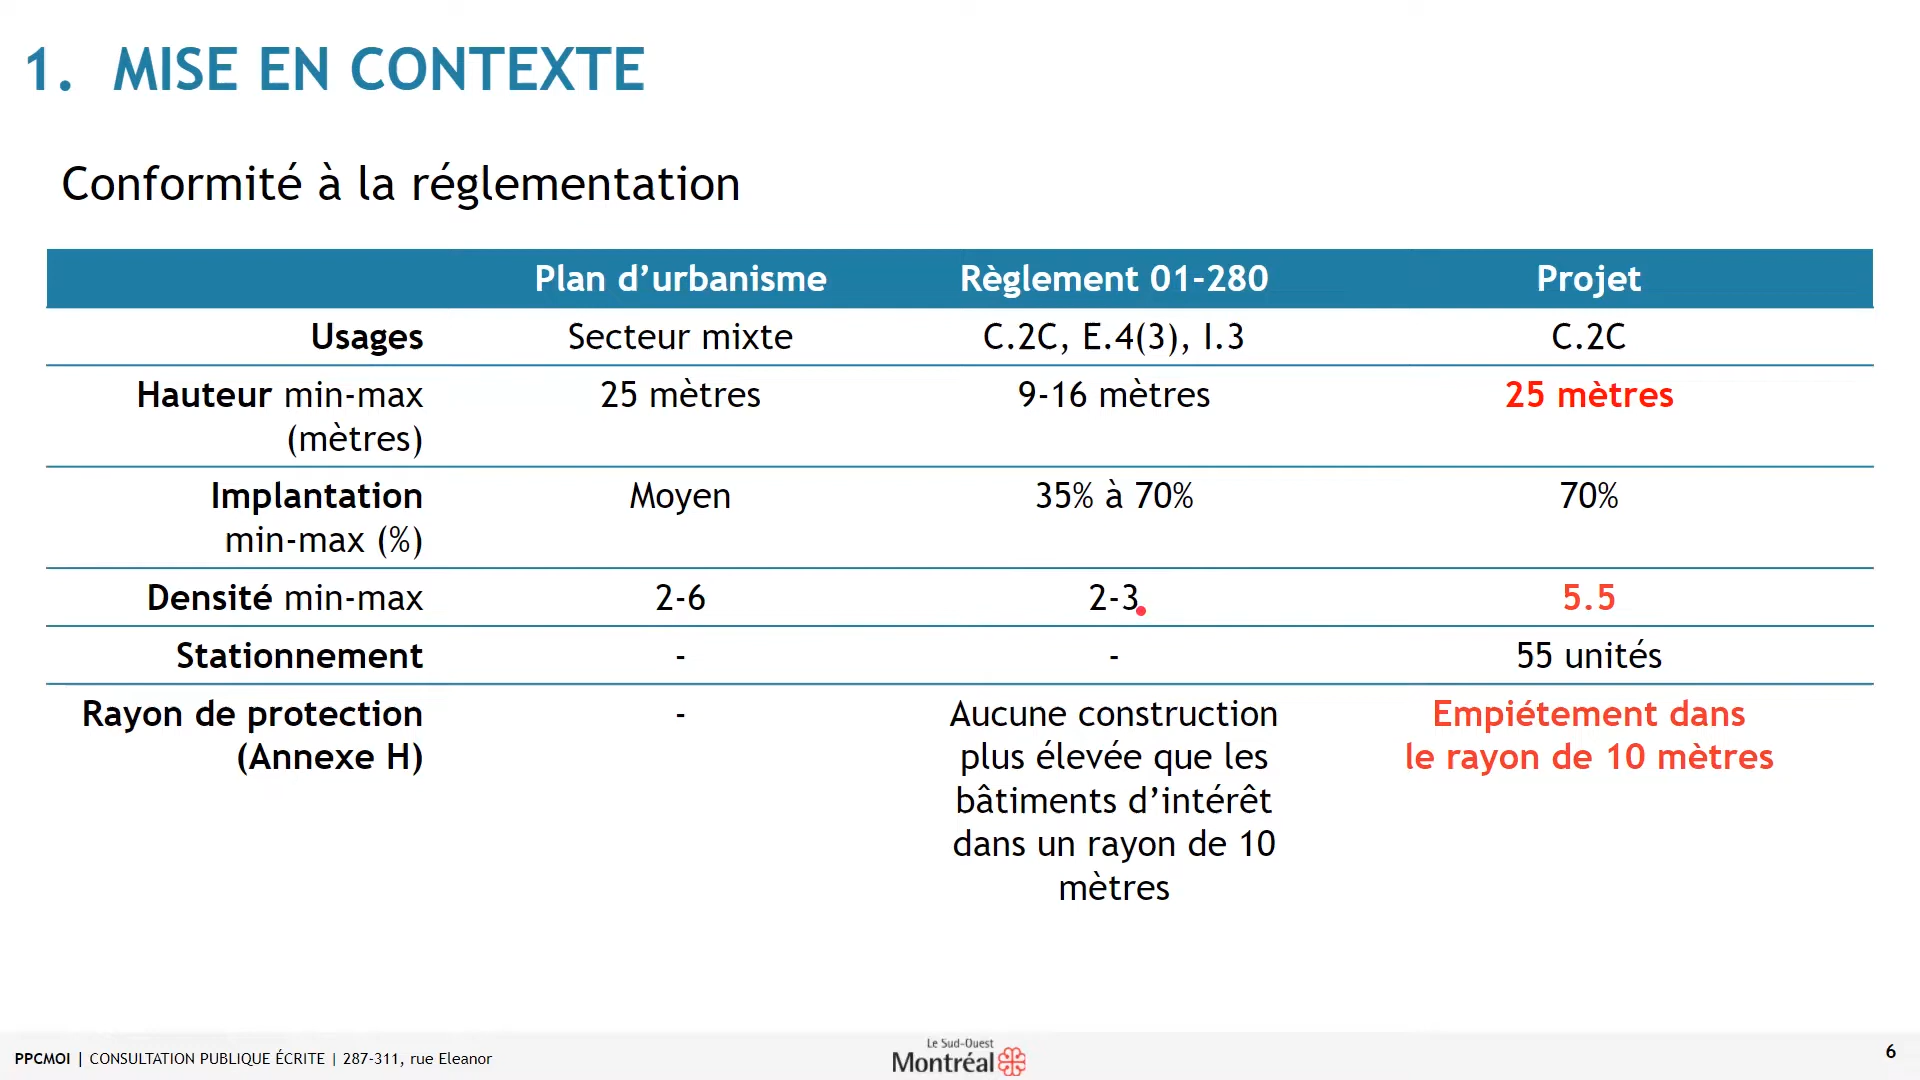 1. MISE EN CONTEXTE
Conformité à la réglementation
Plan d’urbanisme Règlement 01-280 Projet
Usages Secteur mixte C.2C, E.4(3), I.3 C.2C
Hauteur min-max 25 mètres 9-16 mètres 25 mètres
(mètres)
Implantation Moyen 35% à 70% 70%
min-max (%)
Densité min-max 2-6 2-3 5.5
Stationnement - - 55 unités
Rayon de protection - Aucune construction Empiétement dans
(Annexe H) plus élevée que les le rayon de 10 mètres
bâtiments d’intérêt
dans un rayon de 10
mètres
PPCMOI | CONSULTATION PUBLIQUE ÉCRITE | 287-311, rue Eleanor
Le Sud-Ouest
Montréal
6